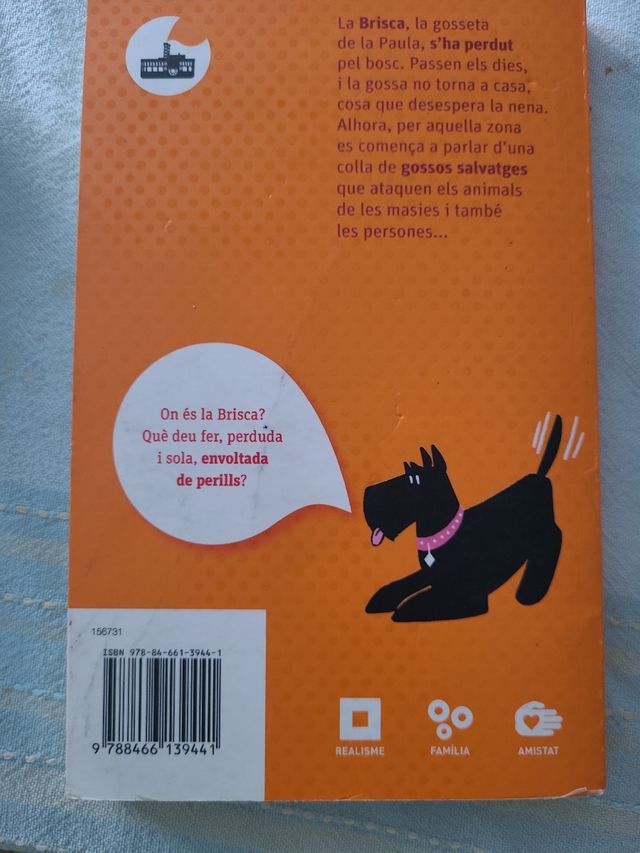 La Brisca, la gosseta
de la Paula, s'ha perdut
pel bosc. Passen els dies,
i la gossa no torna a casa,
cosa que desespera la nena.
Alhora, per aquella zona
es comença a parlar d'una
colla de gossos salvatges
que ataquen els animals
de les masies i també
les persones...
On és la Brisca?
Què deu fer, perduda
i sola, envoltada
de perills?
156731
ISBN 978-84-661-3944-1
9 788466 139441
REALISME
FAMÍLIA
AMISTAT